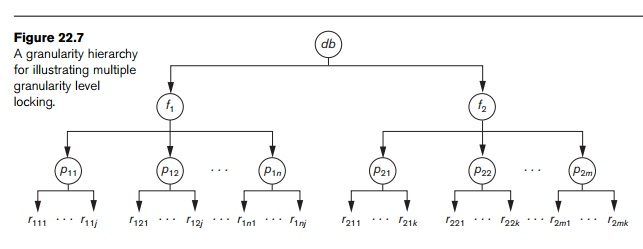 Figure 22.7
A granularity hierarchy
for illustrating multiple
granularity level
locking.
db
f1 f2
p11 p12 · · · p1n p21 p22 · · · p2m
r111 · · · r11j r121 · · · r12j · · · r1n1 · · · r1nj r211 · · · r21k r221 · · · r22k · · · r2m1 · · · r2mk